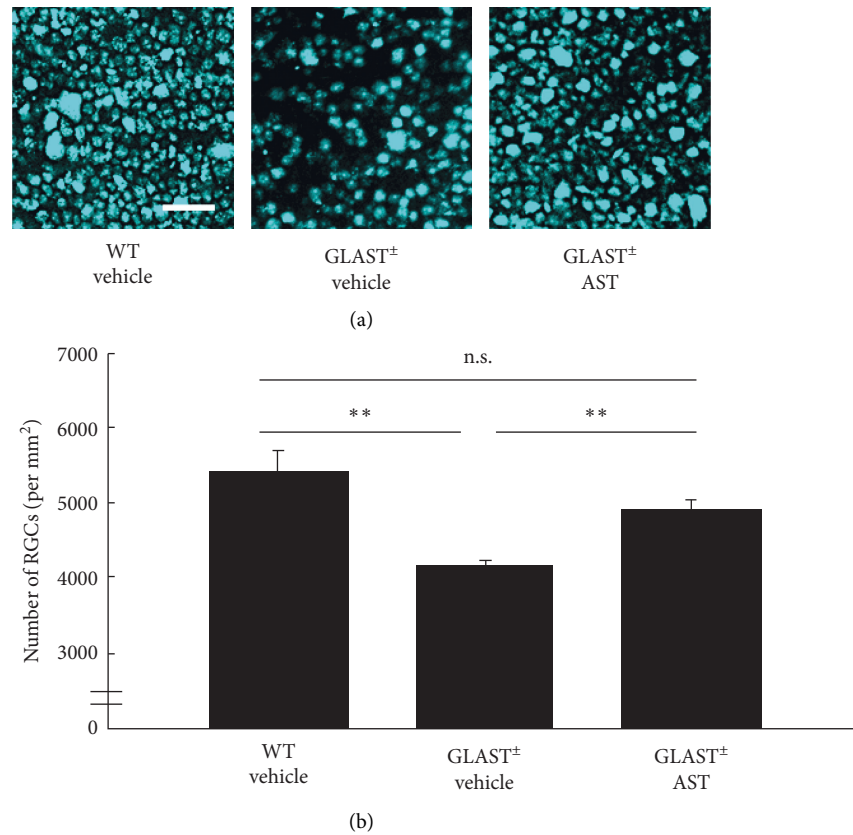 WT
vehicle
GLAST±
vehicle
GLAST±
AST
(a)
7000
6000
5000
4000
3000
0
Number of RGCs (per mm²)
n.s.
**
**
WT
vehicle
GLAST±
vehicle
GLAST±
AST
(b)